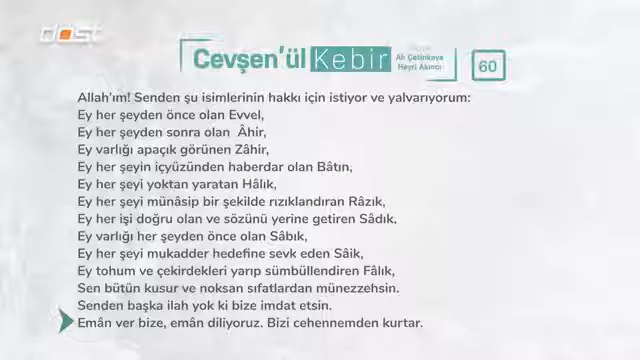 dost
Cevşen'ül Kebir
Ali Çetinkaya
Hayri Akıncı
60
Allah'ım! Senden şu isimlerinin hakkı için istiyor ve yalvarıyorum:
Ey her şeyden önce olan Evvel,
Ey her şeyden sonra olan Âhir,
Ey varlığı apaçık görünen Zâhir,
Ey her şeyin içyüzünden haberdar olan Bâtın,
Ey her şeyi yoktan yaratan Hâlık,
Ey her şeyi münâsip bir şekilde rızıklandıran Râzık,
Ey her işi doğru olan ve sözünü yerine getiren Sâdık,
Ey varlığı her şeyden önce olan Sâbık,
Ey her şeyi mukadder hedefine sevk eden Sâik,
Ey tohum ve çekirdekleri yarıp sümbüllendiren Fâlık,
Sen bütün kusur ve noksan sıfatlardan münezzehsin.
Senden başka ilah yok ki bize imdat etsin.
Emân ver bize, emân diliyoruz. Bizi cehennemden kurtar.